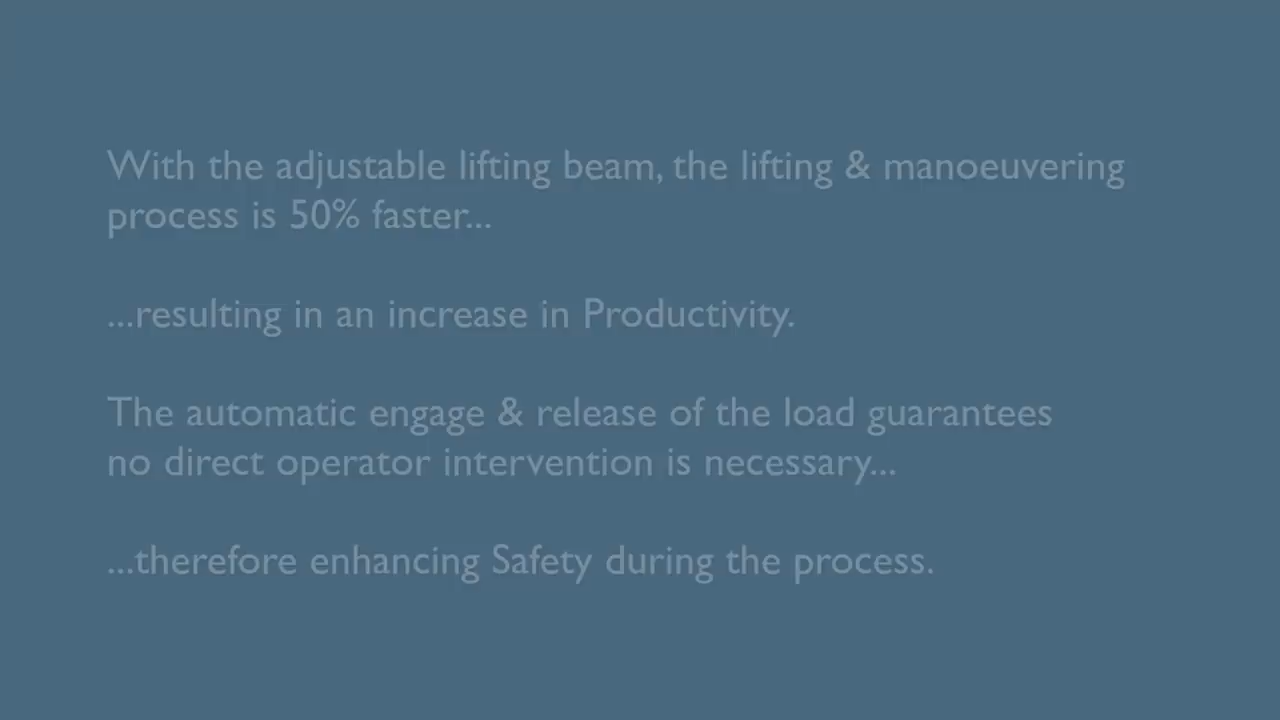 With the adjustable lifting beam, the lifting & manoeuvering
process is 50% faster...
...resulting in an increase in Productivity.
The automatic engage & release of the load guarantees
no direct operator intervention is necessary...
...therefore enhancing Safety during the process.